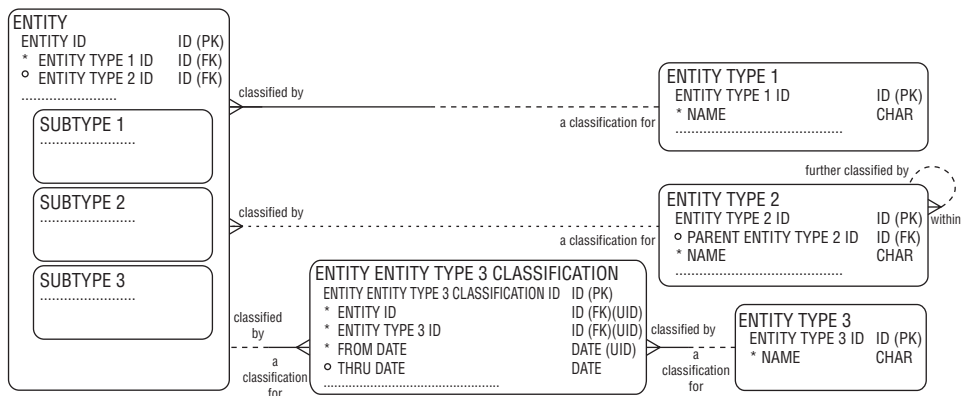 ENTITY
ENTITY ID ID (PK)
* ENTITY TYPE 1 ID ID (FK)
o ENTITY TYPE 2 ID ID (FK)
.......................
SUBTYPE 1
.......................
SUBTYPE 2
.......................
SUBTYPE 3
.......................
classified by
a classification for
ENTITY TYPE 1
ENTITY TYPE 1 ID ID (PK)
* NAME CHAR
.........................................
further classified by
within
classified by
a classification for
ENTITY TYPE 2
ENTITY TYPE 2 ID ID (PK)
o PARENT ENTITY TYPE 2 ID ID (FK)
* NAME CHAR
.........................................
classified
by
a
classification
for
ENTITY ENTITY TYPE 3 CLASSIFICATION
ENTITY ENTITY TYPE 3 CLASSIFICATION ID ID (PK)
* ENTITY ID ID (FK)(UID)
* ENTITY TYPE 3 ID ID (FK)(UID)
* FROM DATE DATE (UID)
o THRU DATE DATE
.........................................
classified by
a
classification
for
ENTITY TYPE 3
ENTITY TYPE 3 ID ID (PK)
* NAME CHAR